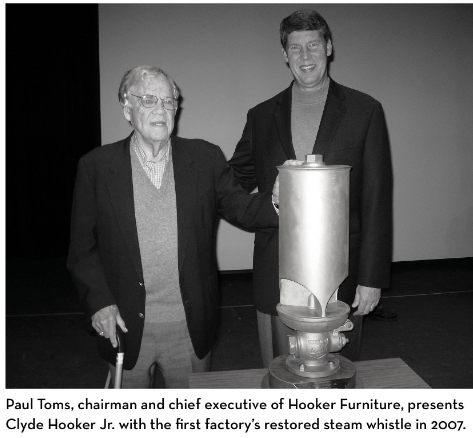 Paul Toms, chairman and chief executive of Hooker Furniture, presents
Clyde Hooker Jr. with the first factory's restored steam whistle in 2007.